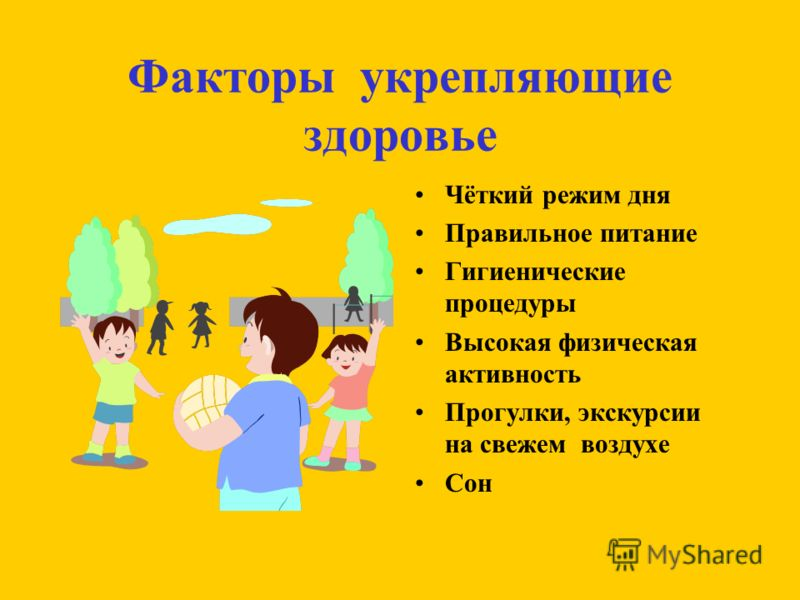 Факторы укрепляющие
здоровье
• Чёткий режим дня
• Правильное питание
• Гигиенические
процедуры
• Высокая физическая
активность
• Прогулки, экскурсии
на свежем воздухе
• Сон
MyShared